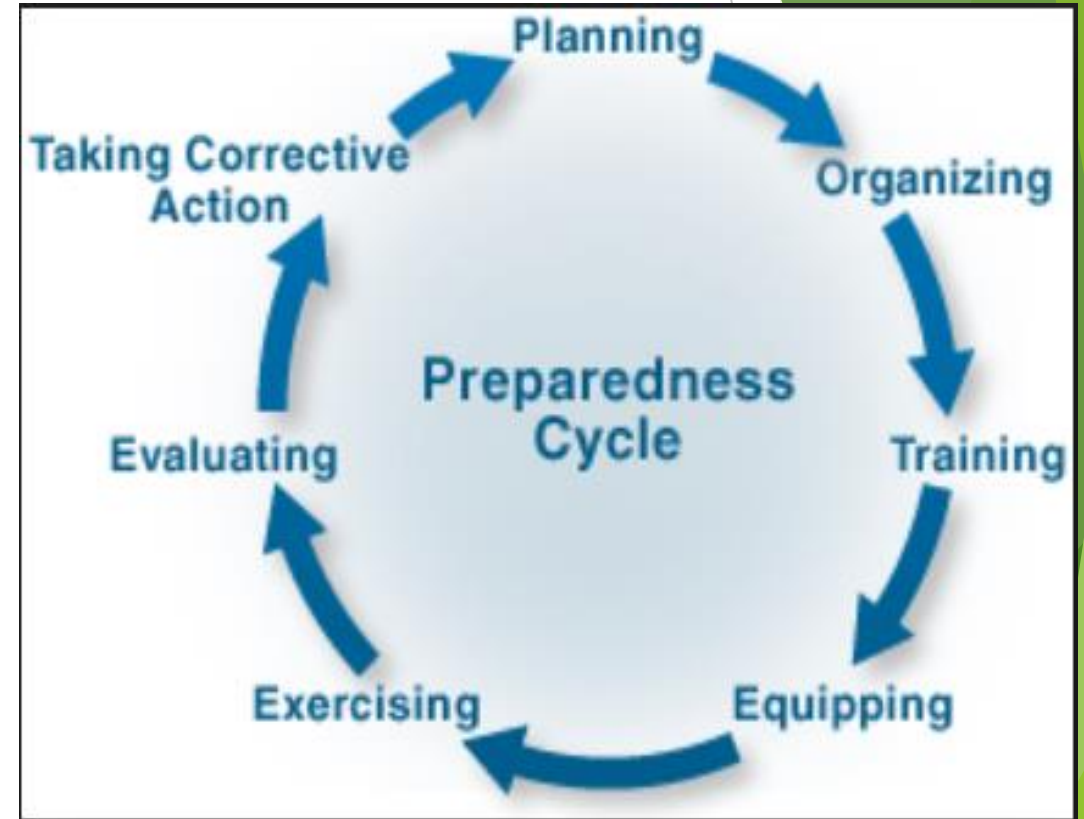 Planning
Organizing
Training
Equipping
Exercising
Evaluating
Taking Corrective
Action
Preparedness
Cycle